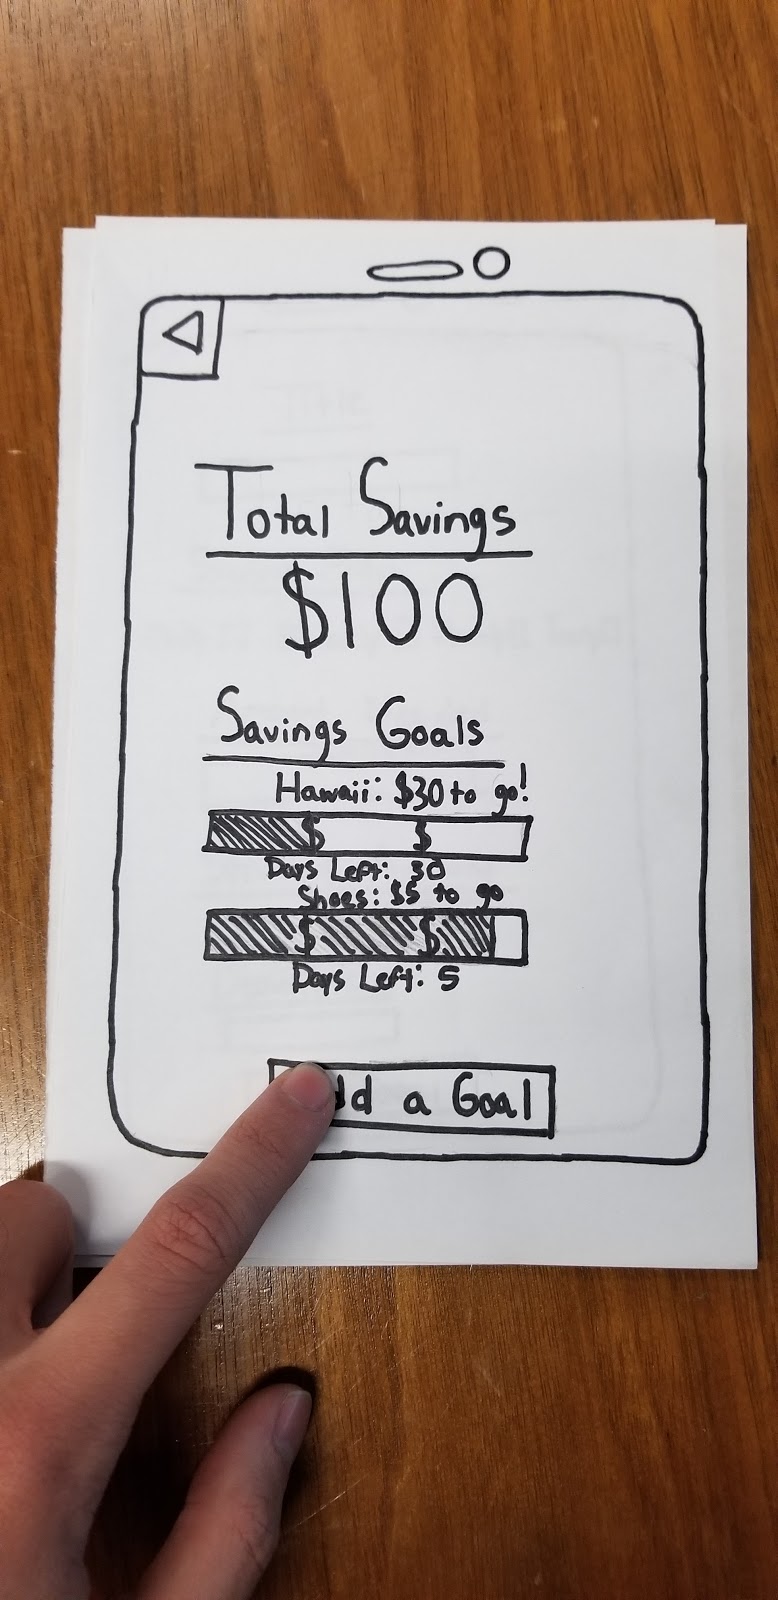 Total Savings
$100
Savings Goals
Hawaii: $30 to go!
$ $
Days Left: 30
Shoes: $5 to go
$ $
Days Left: 5
dd a Goal